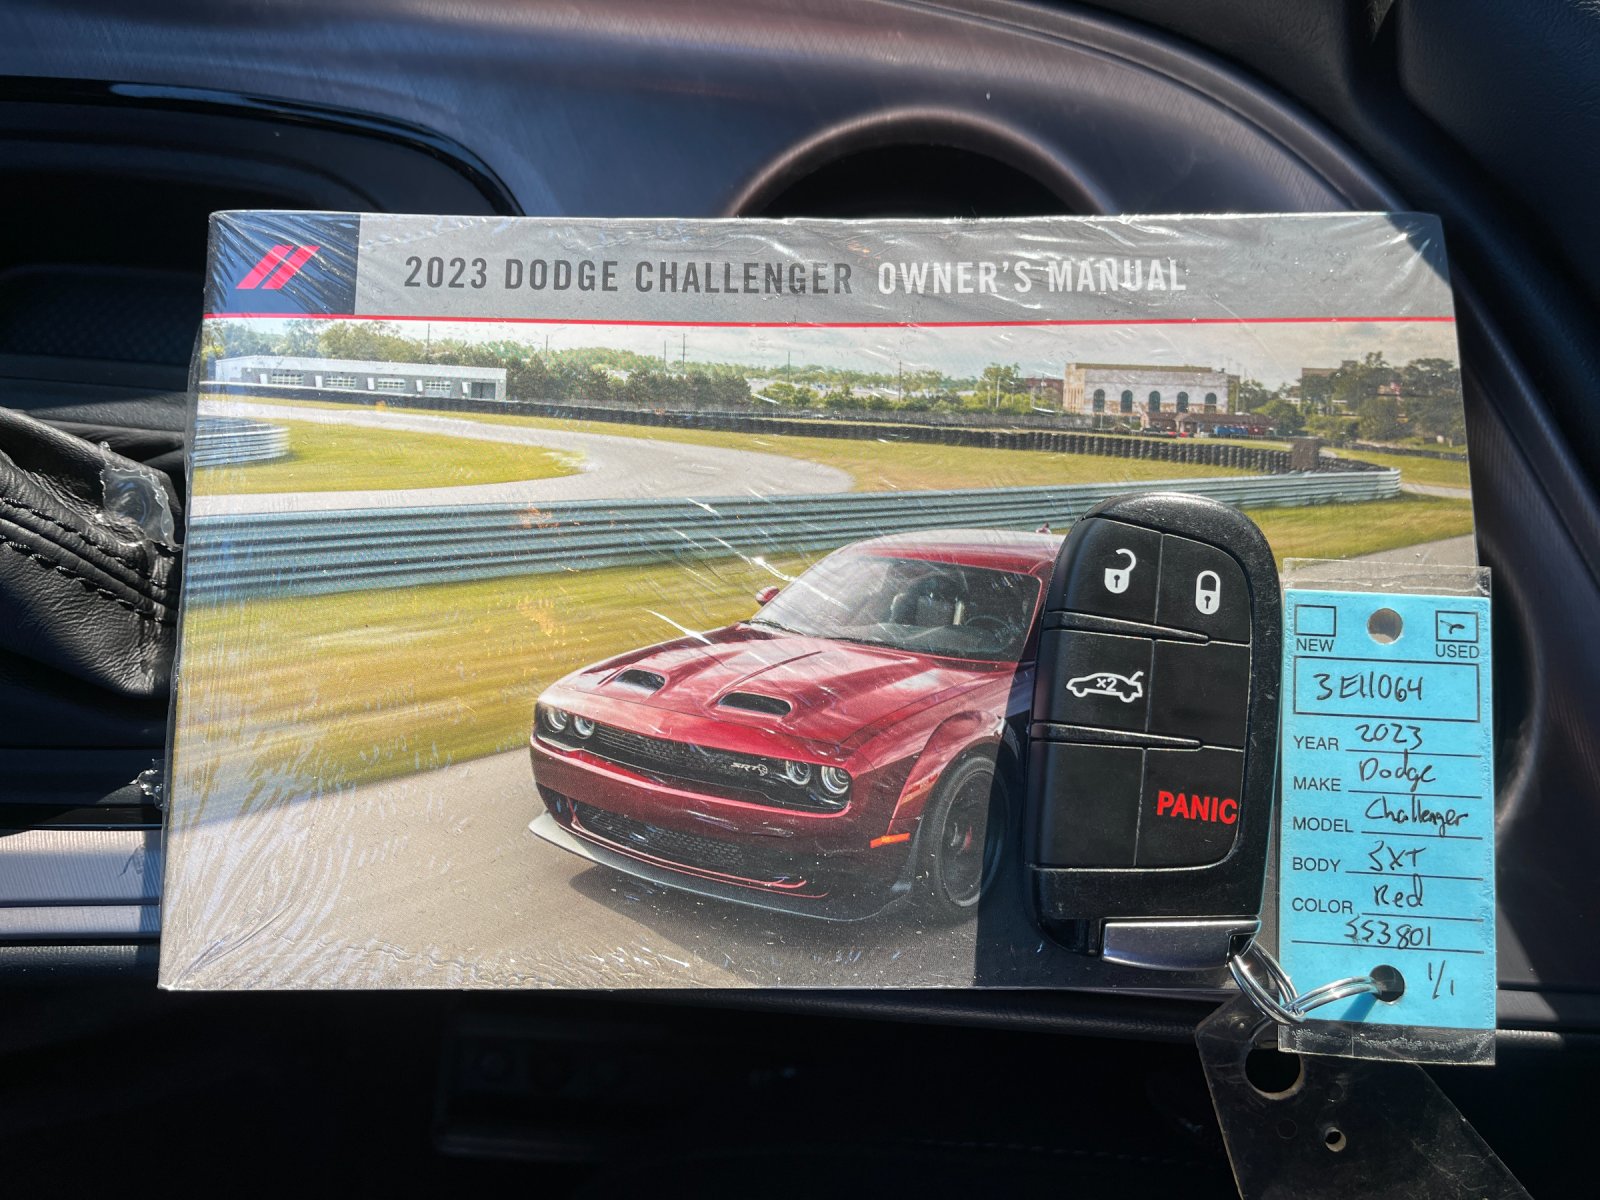 2023 DODGE CHALLENGER OWNER'S MANUAL
SRT
X2
PANIC
NEW
USED
3E11064
YEAR 2023
MAKE Dodge
MODEL Challenger
BODY SXT
COLOR Red
553801
1/1